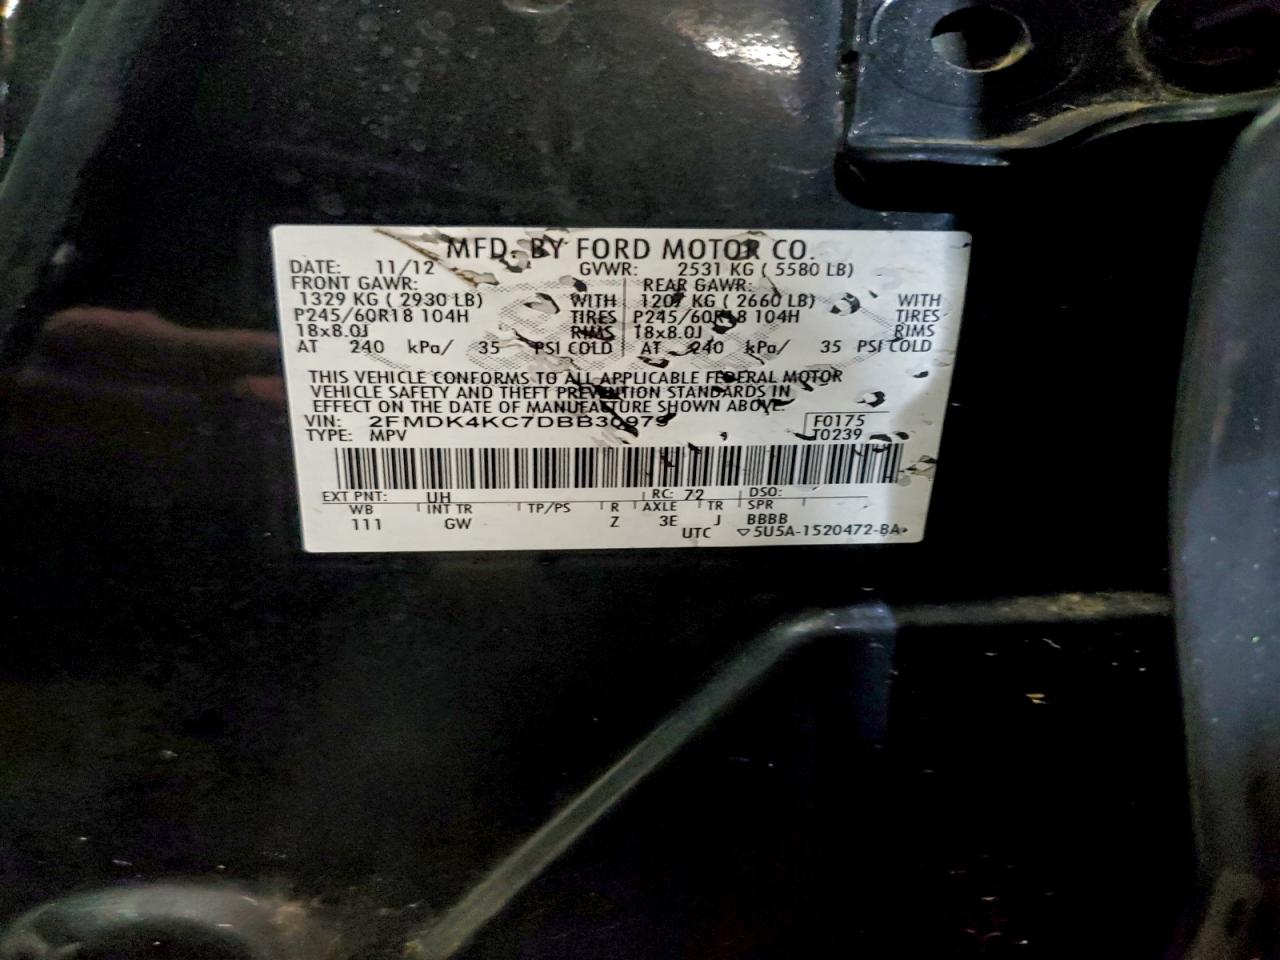 MFD. BY FORD MOTOR CO.
DATE: 11/12 GVWR: 2531 KG ( 5580 LB)
FRONT GAWR: REAR GAWR:
1329 KG ( 2930 LB) WITH 1207 KG ( 2660 LB) WITH
P245/60R18 104H TIRES P245/60R18 104H TIRES
18x8.0J RIMS 18x8.0J RIMS
AT 240 kPa/ 35 PSI COLD AT 240 kPa/ 35 PSI COLD
THIS VEHICLE CONFORMS TO ALL APPLICABLE FEDERAL MOTOR
VEHICLE SAFETY AND THEFT PREVENTION STANDARDS IN
EFFECT ON THE DATE OF MANUFACTURE SHOWN ABOVE.
VIN: 2FMDK4KC7DBB30979 F0175
TYPE: MPV T0239
EXT PNT: UH RC: 72 DSO:
WB INT TR TP/PS R AXLE TR SPR
111 GW Z 3E J BBBB
UTC ▽5U5A-1520472-BA